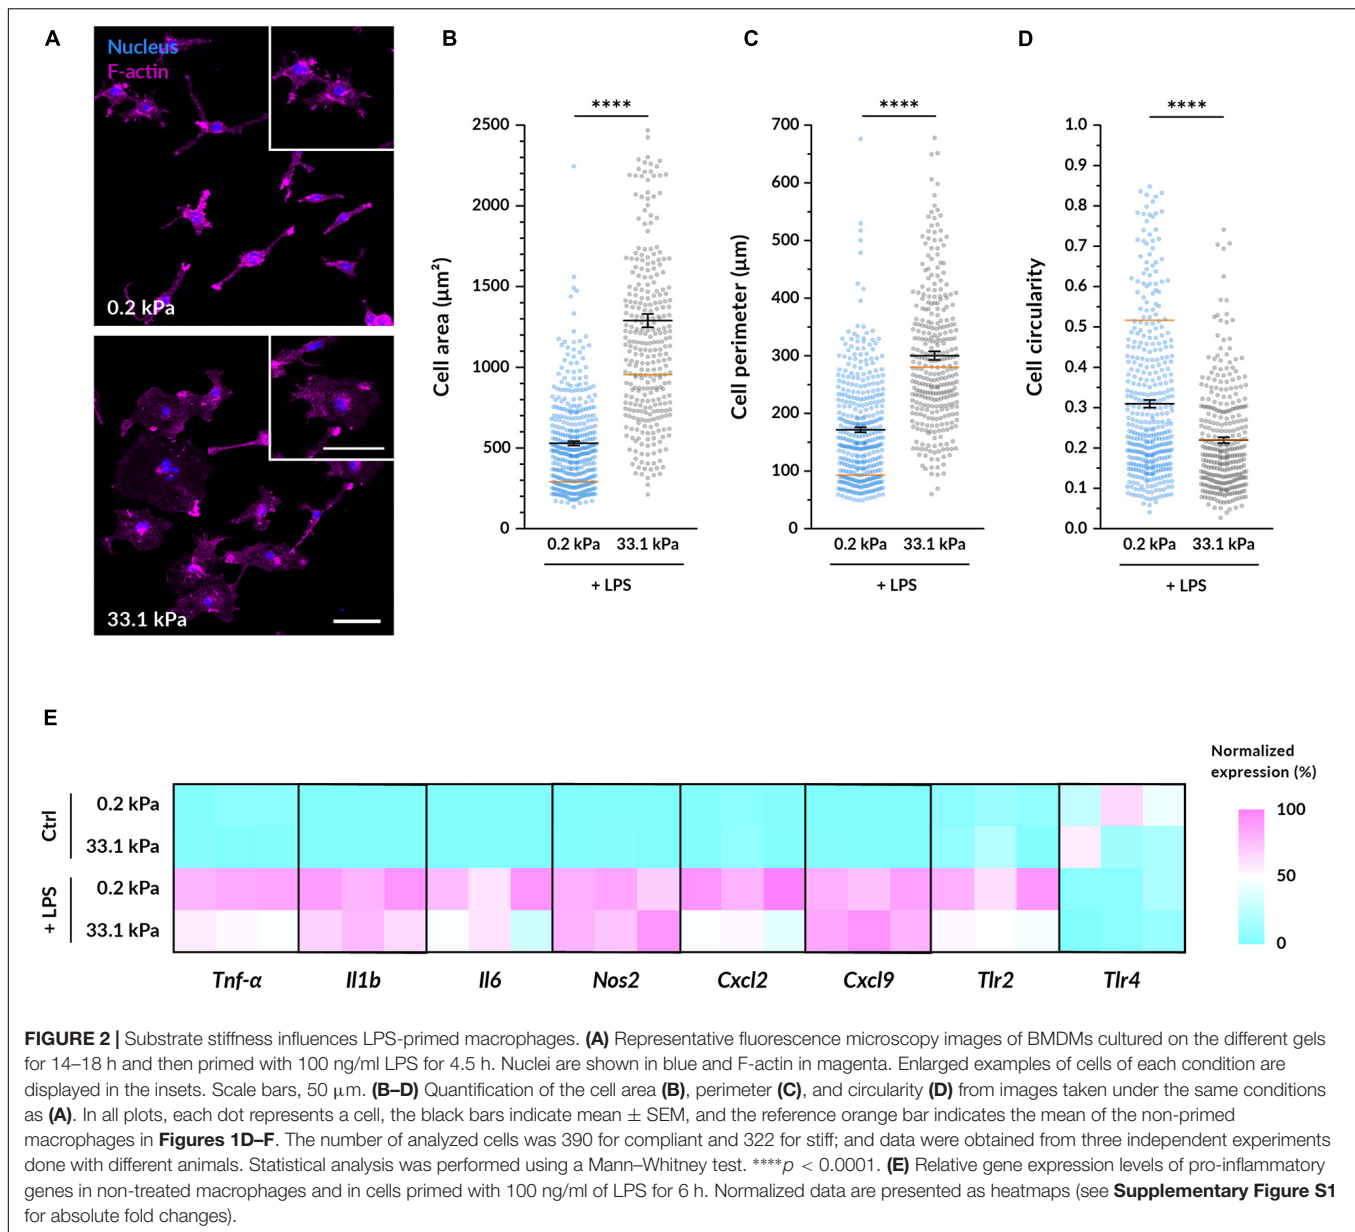 A
Nucleus
F-actin
0.2 kPa
33.1 kPa
B
****
Cell area (µm²)
2500
2000
1500
1000
500
0
0.2 kPa 33.1 kPa
+ LPS
C
****
Cell perimeter (µm)
700
600
500
400
300
200
100
0
0.2 kPa 33.1 kPa
+ LPS
D
****
Cell circularity
1.0
0.9
0.8
0.7
0.6
0.5
0.4
0.3
0.2
0.1
0.0
0.2 kPa 33.1 kPa
+ LPS
E
Ctrl
0.2 kPa
33.1 kPa
+ LPS
0.2 kPa
33.1 kPa
Tnf-α Il1b Il6 Nos2 Cxcl2 Cxcl9 Tlr2 Tlr4
Normalized
expression (%)
100
50
0
FIGURE 2 | Substrate stiffness influences LPS-primed macrophages. (A) Representative fluorescence microscopy images of BMDMs cultured on the different gels
for 14–18 h and then primed with 100 ng/ml LPS for 4.5 h. Nuclei are shown in blue and F-actin in magenta. Enlarged examples of cells of each condition are
displayed in the insets. Scale bars, 50 µm. (B–D) Quantification of the cell area (B), perimeter (C), and circularity (D) from images taken under the same conditions
as (A). In all plots, each dot represents a cell, the black bars indicate mean ± SEM, and the reference orange bar indicates the mean of the non-primed
macrophages in Figures 1D–F. The number of analyzed cells was 390 for compliant and 322 for stiff; and data were obtained from three independent experiments
done with different animals. Statistical analysis was performed using a Mann–Whitney test. ****p < 0.0001. (E) Relative gene expression levels of pro-inflammatory
genes in non-treated macrophages and in cells primed with 100 ng/ml of LPS for 6 h. Normalized data are presented as heatmaps (see Supplementary Figure S1
for absolute fold changes).